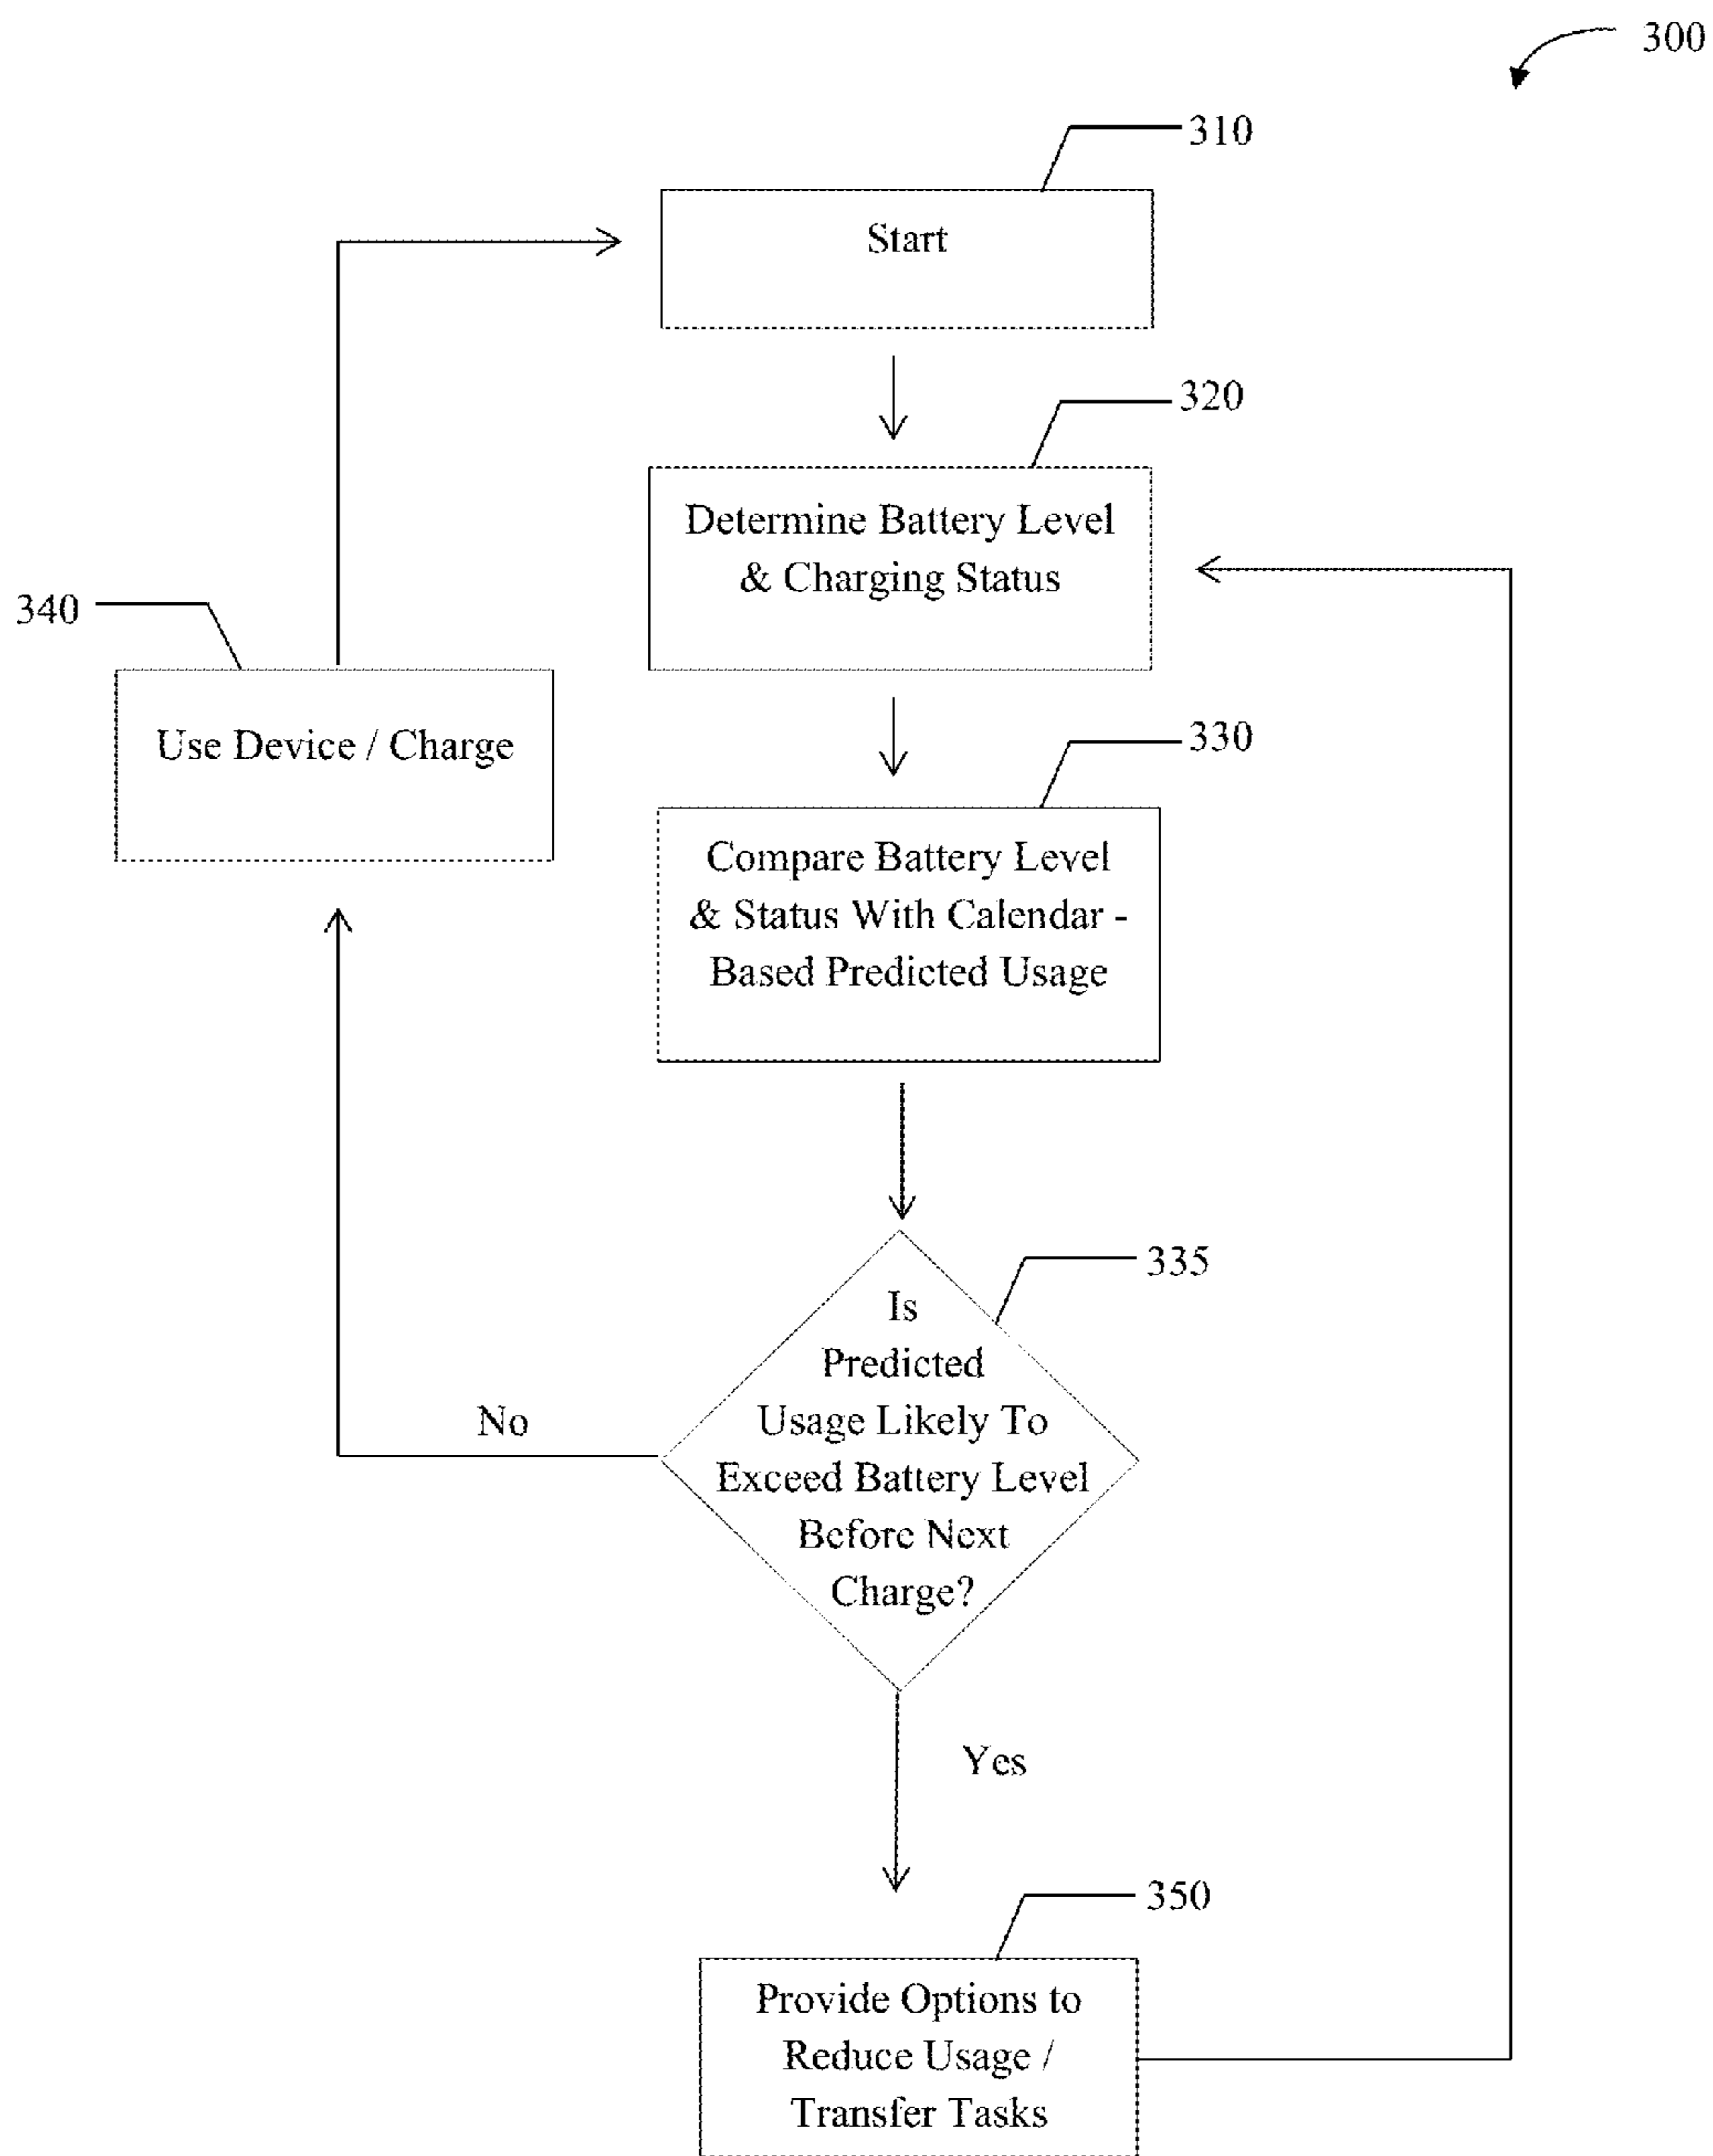 300
310
Start
320
Determine Battery Level
& Charging Status
340
Use Device / Charge
330
Compare Battery Level
& Status With Calendar -
Based Predicted Usage
335
Is
Predicted
Usage Likely To
Exceed Battery Level
Before Next
Charge?
No
Yes
350
Provide Options to
Reduce Usage /
Transfer Tasks